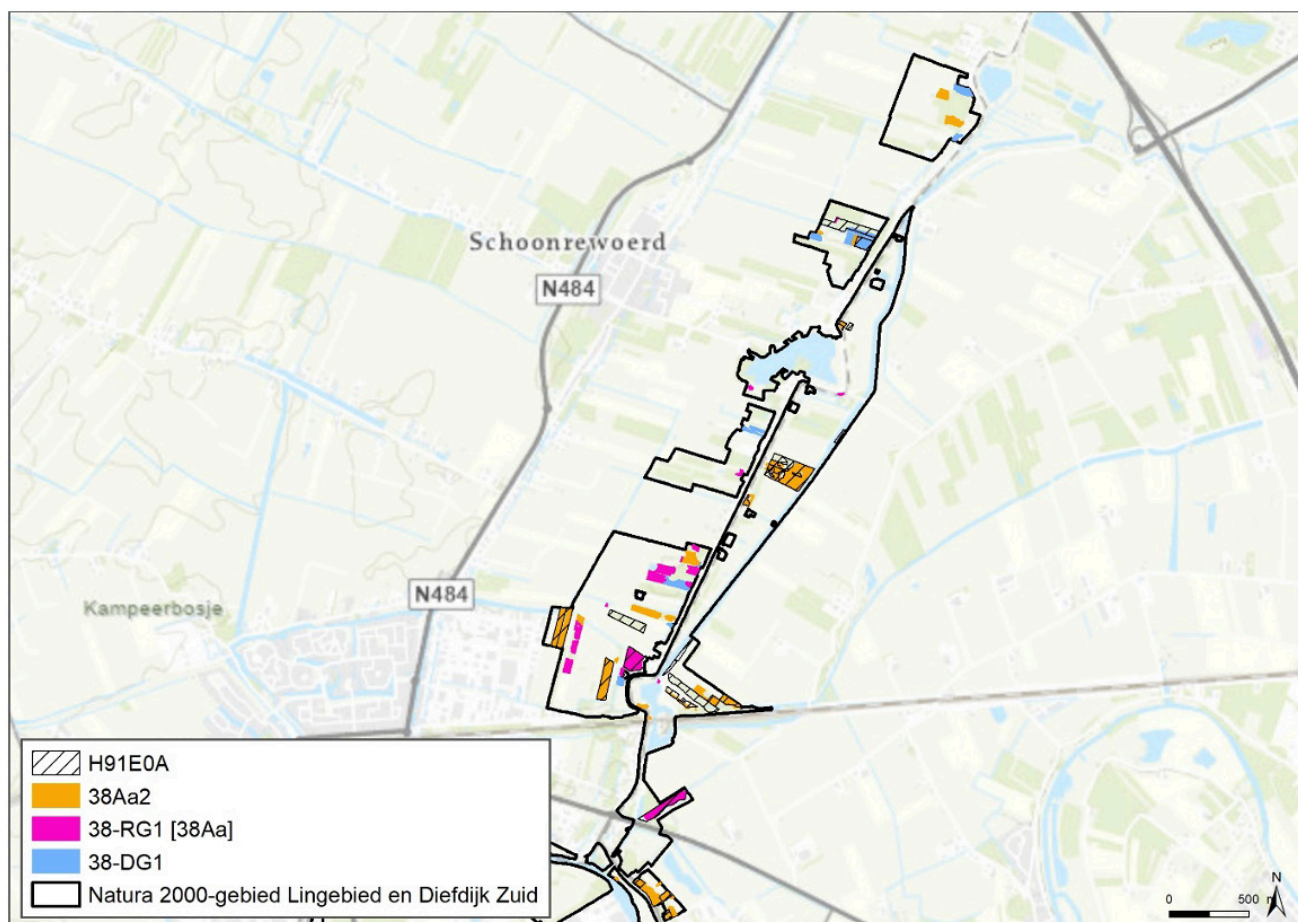 Schoonrewoerd
N484
N484
Kampeerbosje
H91E0A
38Aa2
38-RG1 [38Aa]
38-DG1
Natura 2000-gebied Lingebied en Diefdijk Zuid
N
0 500 m